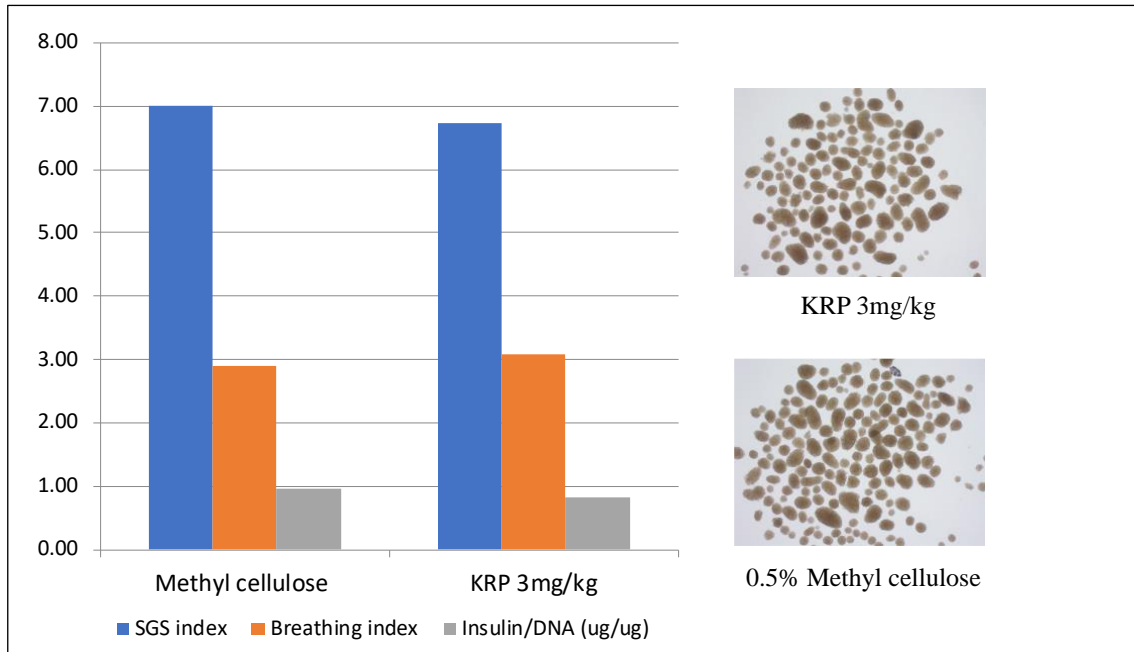 8.00
7.00
6.00
5.00
4.00
3.00
2.00
1.00
0.00
Methyl cellulose KRP 3mg/kg
SGS index Breathing index Insulin/DNA (ug/ug)
KRP 3mg/kg
0.5% Methyl cellulose